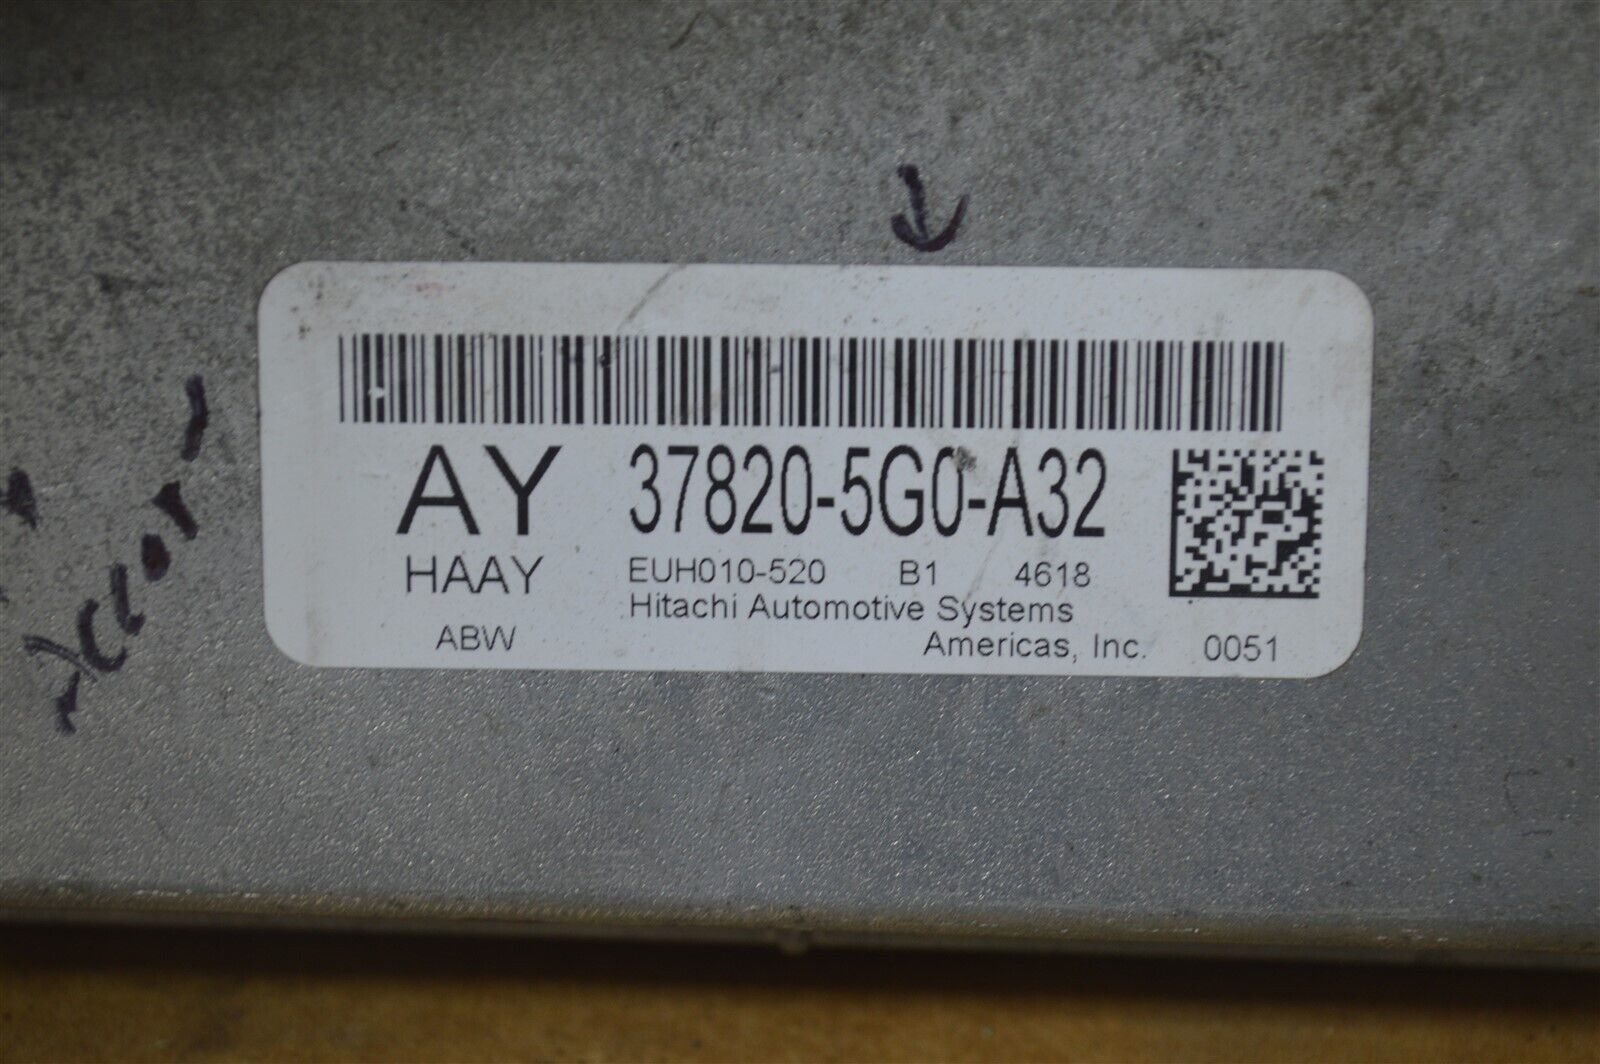 AY 37820-5G0-A32
HAAY EUH010-520 B1 4618
Hitachi Automotive Systems
ABW Americas, Inc. 0051